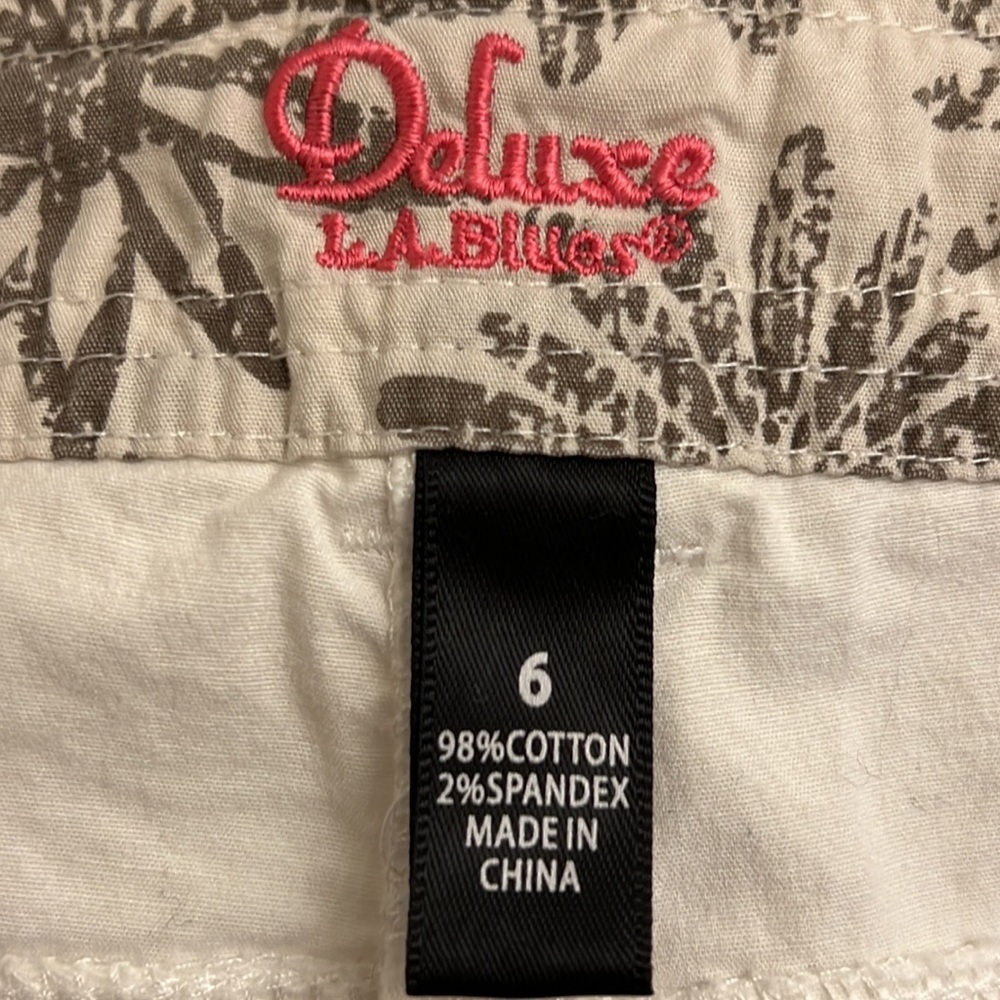 Deluxe
L.A.Blues®
6
98%COTTON
2%SPANDEX
MADE IN
CHINA